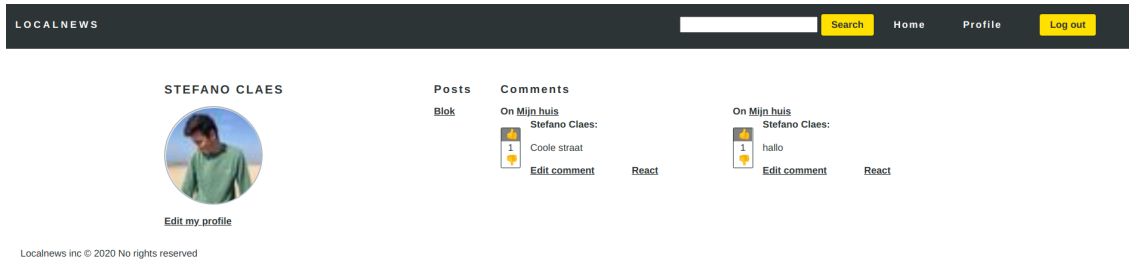 LOCALNEWS
Search
Home
Profile
Log out
STEFANO CLAES
Edit my profile
Posts
Blok
Comments
On Mijn huis
Stefano Claes:
1
Coole straat
Edit comment
React
On Mijn huis
Stefano Claes:
1
hallo
Edit comment
React
Localnews inc © 2020 No rights reserved